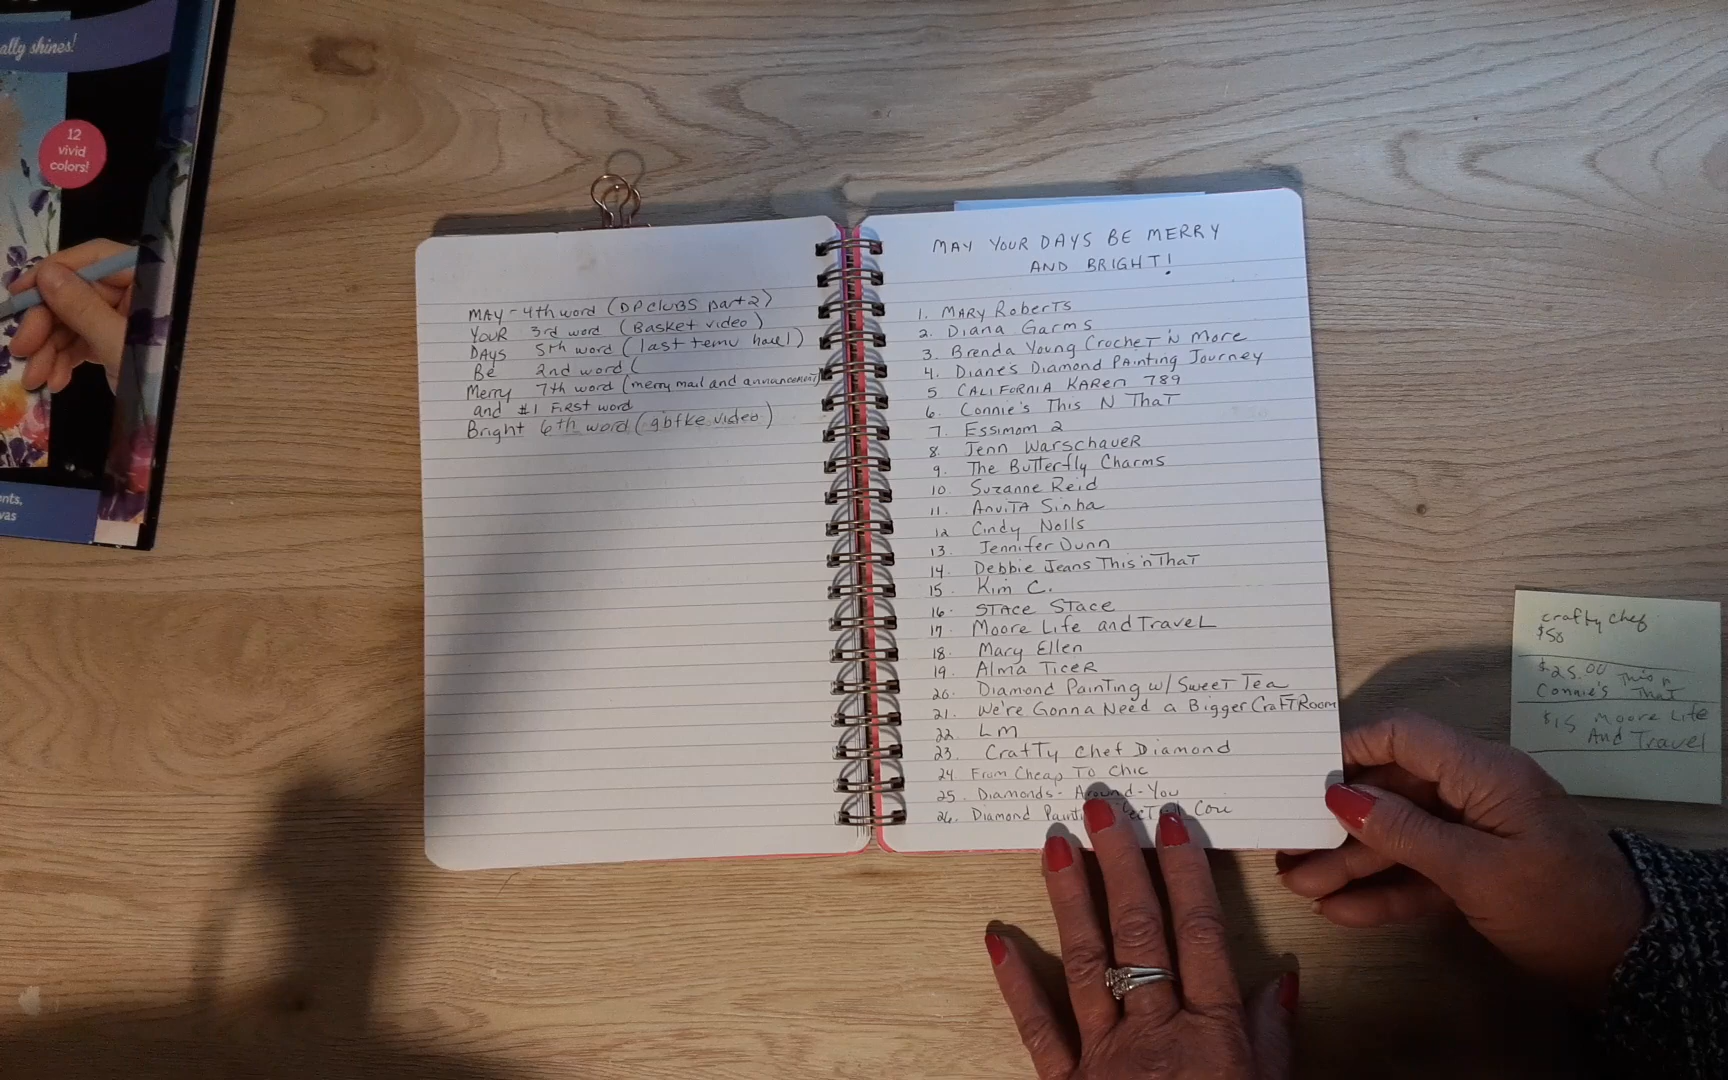 ally shines!
12
vivid
colors!
nts,
vas
MAY - 4th word (DP CLUBS part 2)
YOUR 3rd word (Basket video)
DAYS 5th word (last temu haul)
Be 2nd word (
Merry 7th word (merry mail and annancement)
and #1 First word
Bright 6th word (gbfke video)
MAY YOUR DAYS BE MERRY
AND BRIGHT!
1. MARY RobertS
2. Diana Garms
3. Brenda Young Crochet 'N More
4. Dianes Diamond PAinting Journey
5 CALIFORNIA KAREN 789
6. Connie's This N ThaT
7. Essimom 2
8. Jenn WarschaueR
9. The Butterfly Charms
10 Suzanne Reid
11. AnviTA Sinha
12 Cindy Nolls
13. Jennifer Dunn
14. Debbie Jeans This 'n ThaT
15. Kim C.
16. STAce STace
17. Moore Life and TraveL
18. Mary Ellen
19. Alma TiceR
20. Diamond Painting w/ SweeT Tea
21. We're Gonna Need a Bigger CraFT Room
22. LM
23. CrafTy Chef Diamond
24 From Cheap To Chic
25. Diamonds - Around - You
26. Diamond
crafty chef
$50
$25.00 This n
Connie's ThaT
$15 Moore Life
And Travel